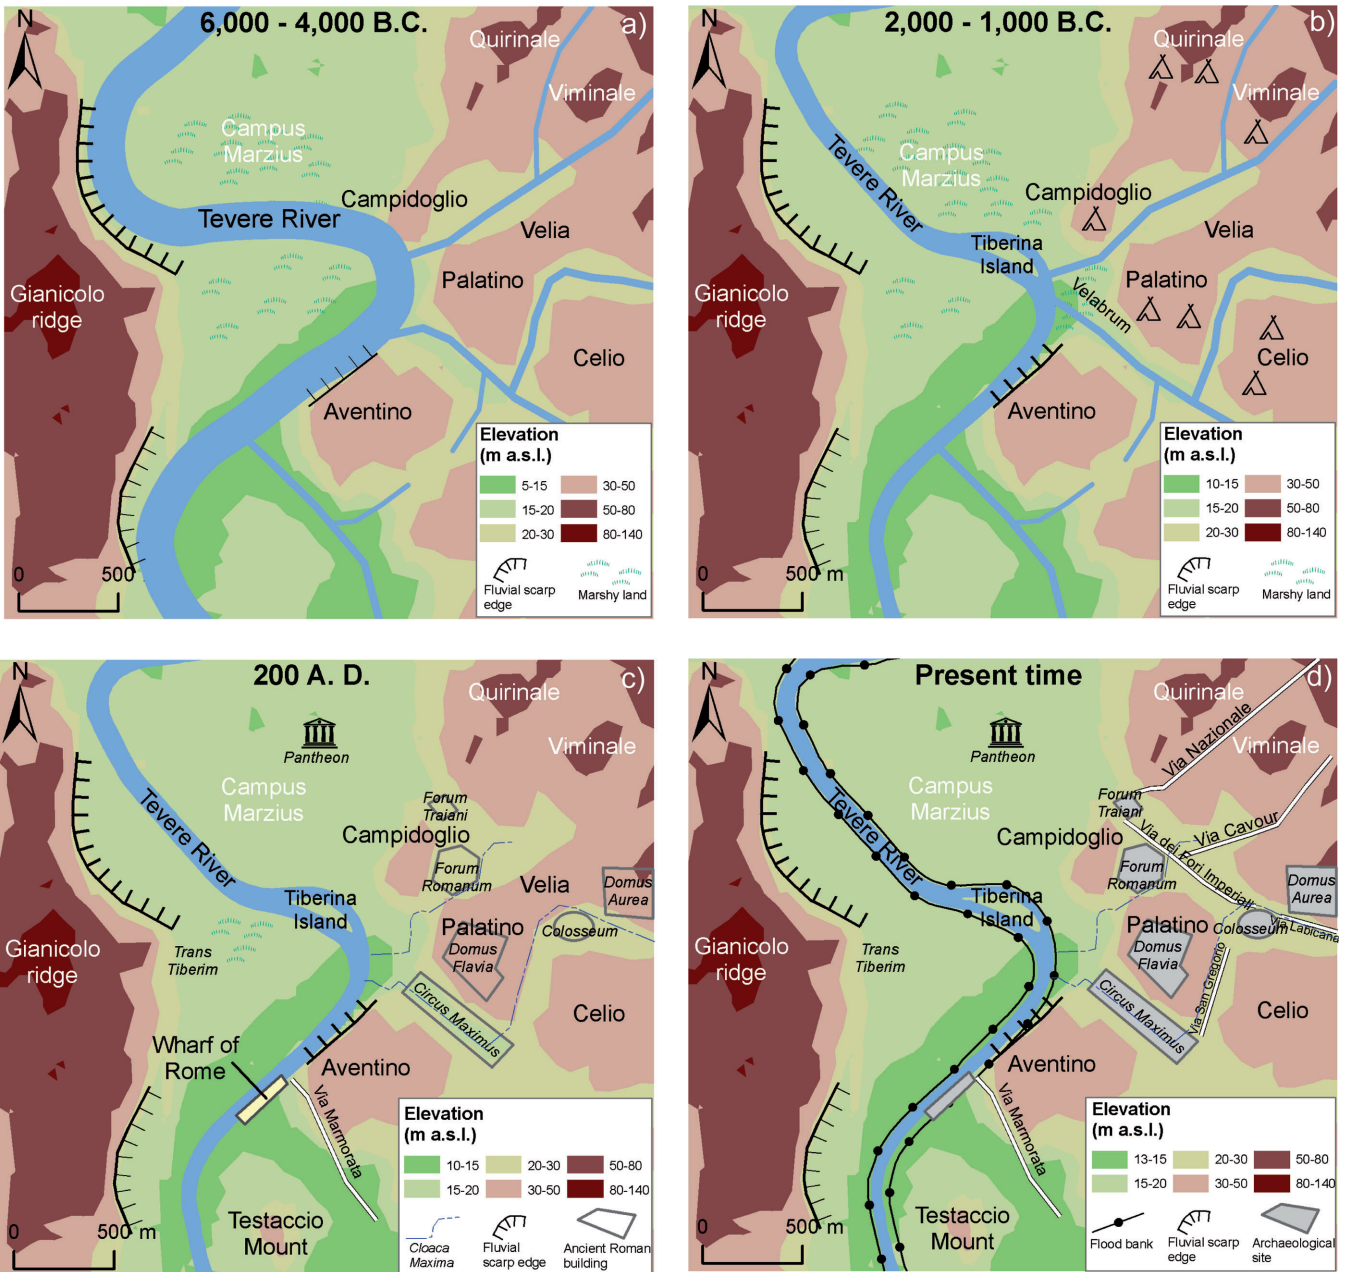 N
6,000 - 4,000 B.C.
a)
Quirinale
Viminale
Campus
Marzius
Campidoglio
Tevere River
Velia
Palatino
Gianicolo
ridge
Celio
Aventino
Elevation
(m a.s.l.)
5-15
30-50
15-20
50-80
20-30
80-140
Fluvial scarp
edge
Marshy land
0
500
N
2,000 - 1,000 B.C.
b)
Quirinale
Viminale
Campus
Marzius
Tevere River
Campidoglio
Tiberina
Island
Velia
Velabrum
Palatino
Gianicolo
ridge
Celio
Aventino
Elevation
(m a.s.l.)
10-15
30-50
15-20
50-80
20-30
80-140
Fluvial scarp
edge
Marshy land
0
500 m
N
200 A. D.
c)
Quirinale
Viminale
Pantheon
Campus
Marzius
Forum
Traiani
Campidoglio
Tevere River
Forum
Romanum
Velia
Domus
Aurea
Tiberina
Island
Palatino
Colosseum
Domus
Flavia
Gianicolo
ridge
Trans
Tiberim
Circus Maximus
Celio
Wharf of
Rome
Aventino
Via Marmorata
Testaccio
Mount
Elevation
(m a.s.l.)
10-15
20-30
50-80
15-20
30-50
80-140
Cloaca
Maxima
Fluvial
scarp edge
Ancient Roman
building
0
500 m
N
Present time
d)
Quirinale
Viminale
Via Nazionale
Pantheon
Campus
Marzius
Forum
Traiani
Campidoglio
Via dei Fori Imperiali
Via Cavour
Tevere River
Forum
Romanum
Domus
Aurea
Tiberina
Island
Palatino
Colosseum
Via Labicana
Domus
Flavia
Via San Gregorio
Gianicolo
ridge
Trans
Tiberim
Circus Maximus
Celio
Aventino
Via Marmorata
Testaccio
Mount
Elevation
(m a.s.l.)
13-15
20-30
50-80
15-20
30-50
80-140
Flood bank
Fluvial scarp
edge
Archaeological
site
0
500 m